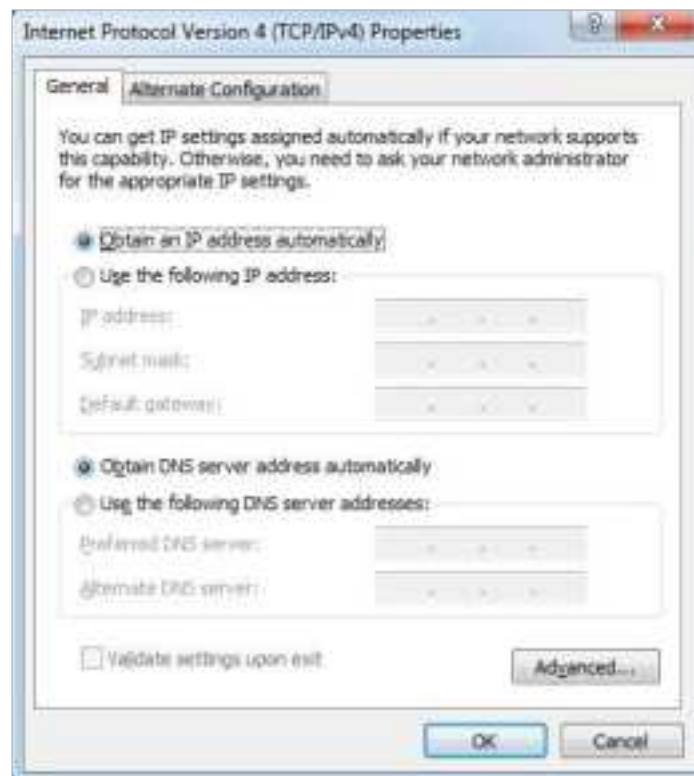 Internet Protocol Version 4 (TCP/IPv4) Properties
General
Alternate Configuration
You can get IP settings assigned automatically if your network supports
this capability. Otherwise, you need to ask your network administrator
for the appropriate IP settings.
Obtain an IP address automatically
Use the following IP address:
IP address:
Subnet mask:
Default gateway:
Obtain DNS server address automatically
Use the following DNS server addresses:
Preferred DNS server:
Alternate DNS server:
Validate settings upon exit
Advanced...
OK
Cancel